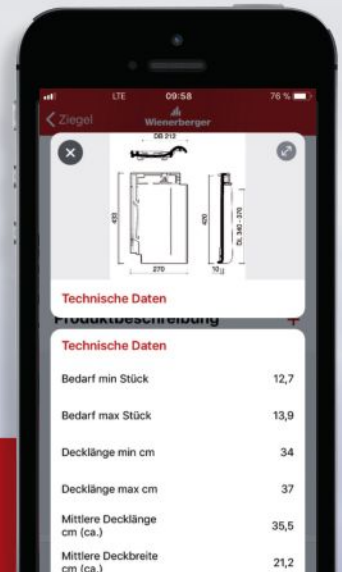 LTE 09:58 76 %
Ziegel
Wienerberger
DB 212
433
420
DL 340 - 370
270
10
Technische Daten
Produktbeschreibung +
Technische Daten
Bedarf min Stück 12,7
Bedarf max Stück 13,9
Decklänge min cm 34
Decklänge max cm 37
Mittlere Decklänge
cm (ca.) 35,5
Mittlere Deckbreite
cm (ca.) 21,2